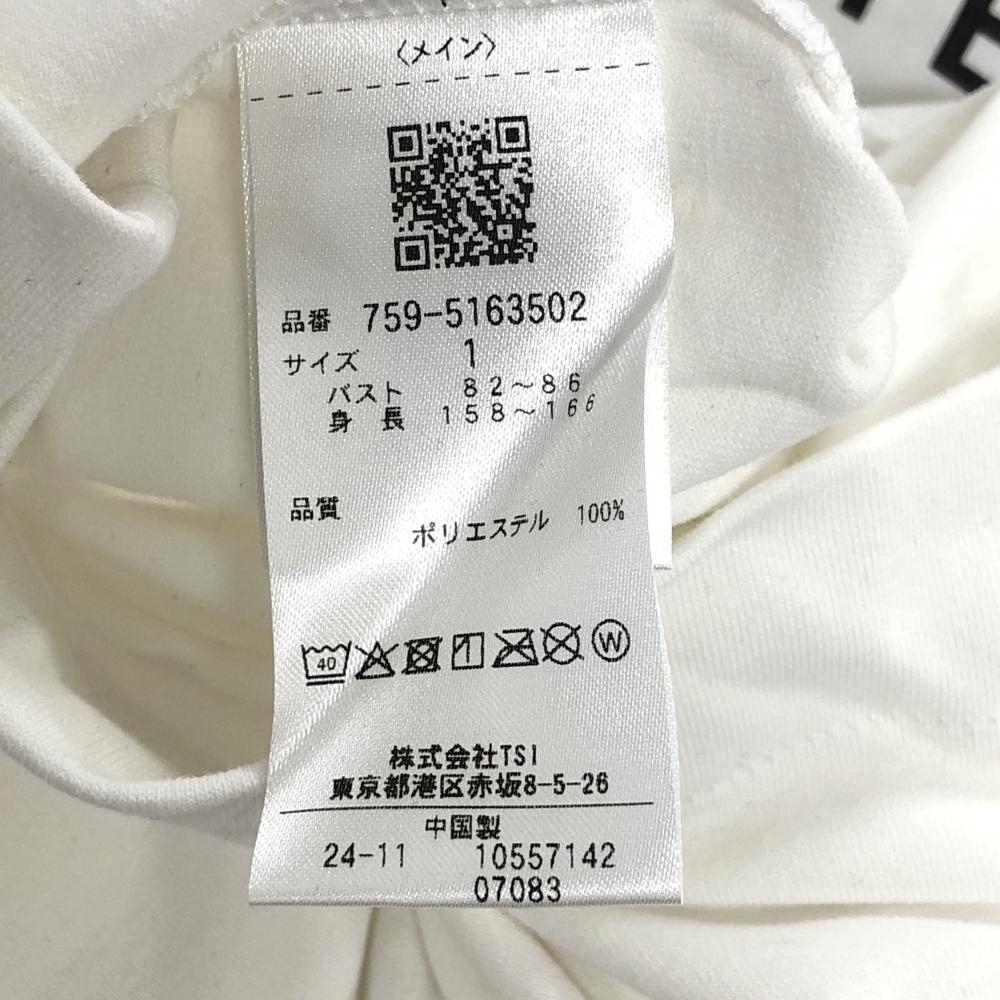 〈メイン〉
品番 759-5163502
サイズ 1
バスト 82～86
身長 158～166
品質 ポリエステル 100%
40
W
株式会社TSI
東京都港区赤坂8-5-26
中国製
24-11 10557142
07083